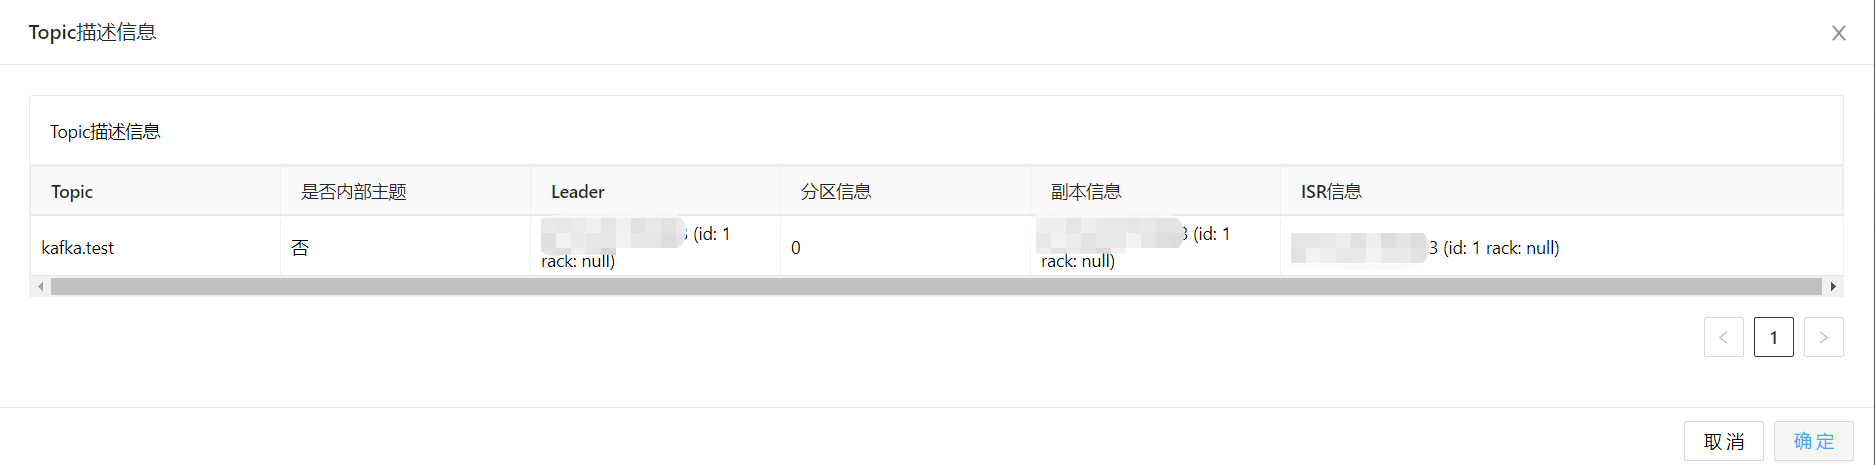 Topic描述信息
Topic描述信息
Topic 是否内部主题 Leader 分区信息 副本信息 ISR信息
kafka.test 否 (id: 1 rack: null) 0 3 (id: 1 rack: null) 3 (id: 1 rack: null)
1
取 消 确 定